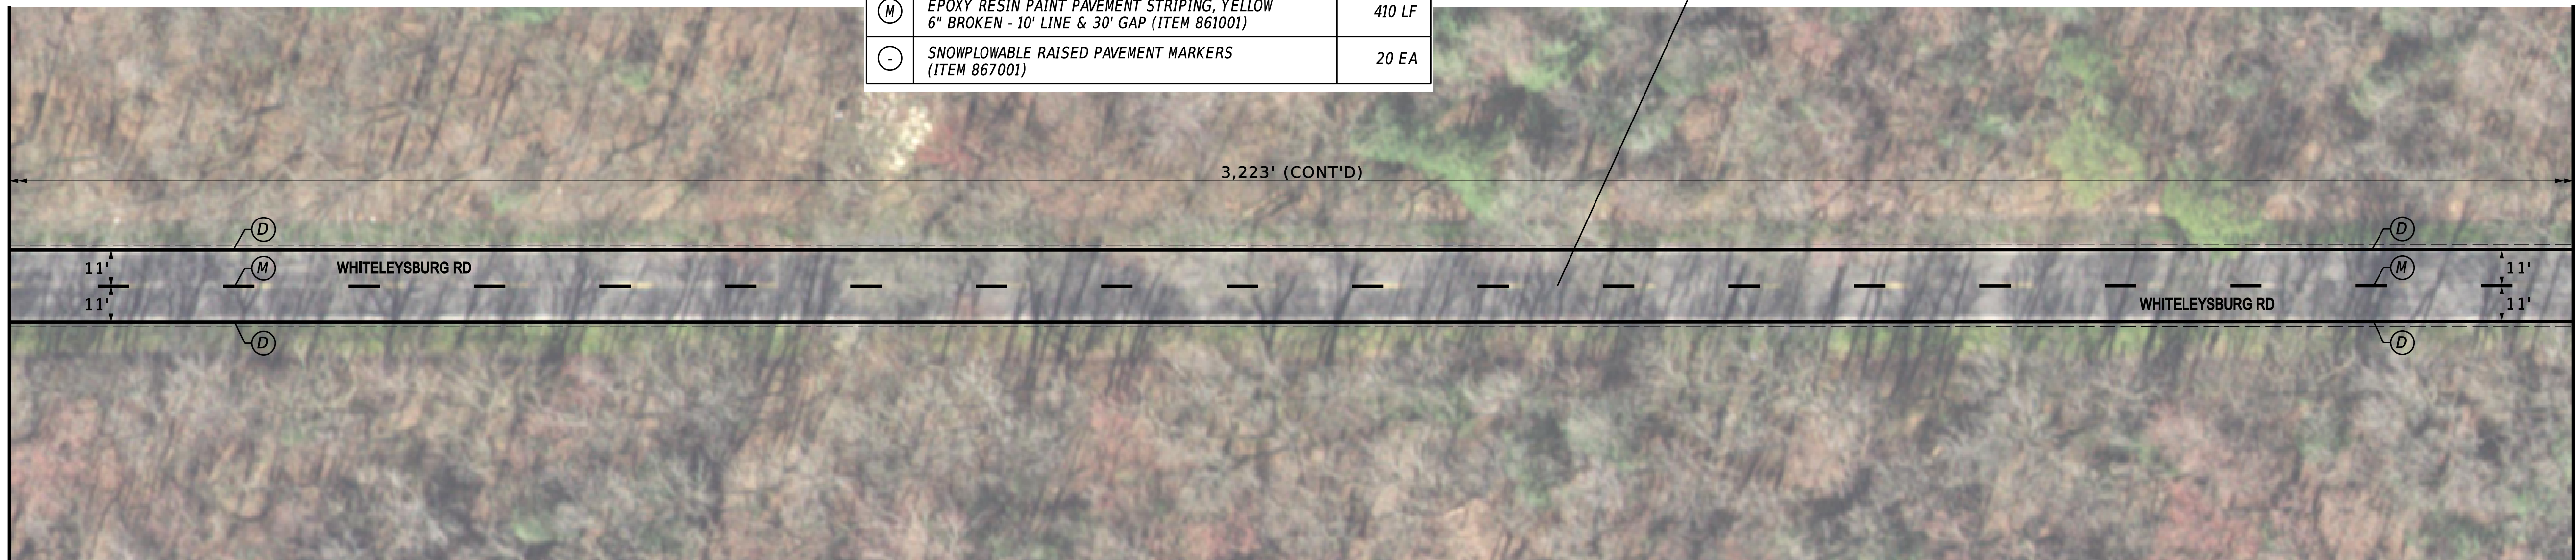 M EPOXY RESIN PAINT PAVEMENT STRIPING, YELLOW
6" BROKEN - 10' LINE & 30' GAP (ITEM 861001) 410 LF
- SNOWPLOWABLE RAISED PAVEMENT MARKERS
(ITEM 867001) 20 EA
3,223' (CONT'D)
D D
11' M WHITELEYSBURG RD M 11'
11' WHITELEYSBURG RD 11'
D D